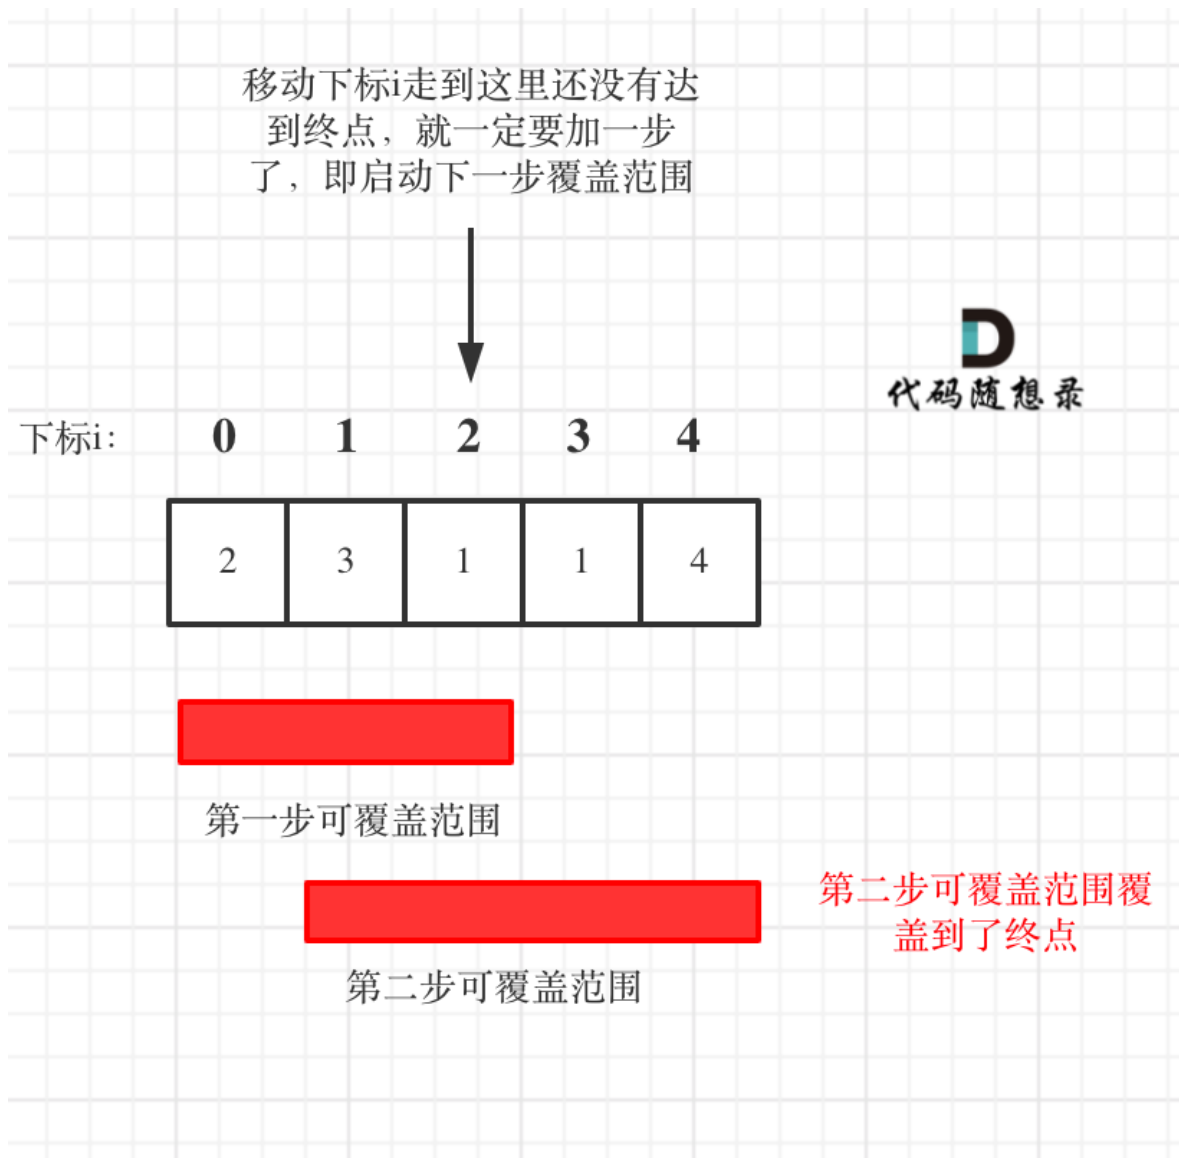 移动下标i走到这里还没有达
到终点，就一定要加一步
了，即启动下一步覆盖范围
代码随想录
下标i： 0 1 2 3 4
2 3 1 1 4
第一步可覆盖范围
第二步可覆盖范围覆
盖到了终点
第二步可覆盖范围